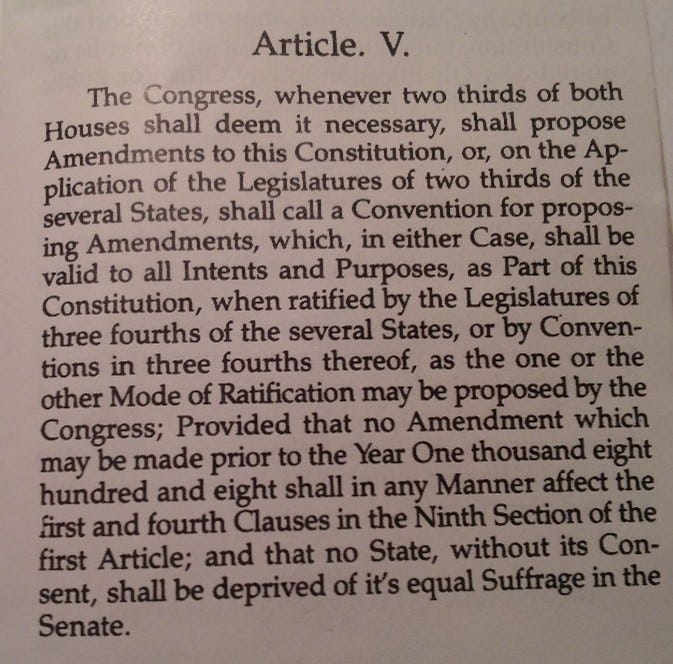 Article. V.
The Congress, whenever two thirds of both
Houses shall deem it necessary, shall propose
Amendments to this Constitution, or, on the Ap-
plication of the Legislatures of two thirds of the
several States, shall call a Convention for propos-
ing Amendments, which, in either Case, shall be
valid to all Intents and Purposes, as Part of this
Constitution, when ratified by the Legislatures of
three fourths of the several States, or by Conven-
tions in three fourths thereof, as the one or the
other Mode of Ratification may be proposed by the
Congress; Provided that no Amendment which
may be made prior to the Year One thousand eight
hundred and eight shall in any Manner affect the
first and fourth Clauses in the Ninth Section of the
first Article; and that no State, without its Con-
sent, shall be deprived of it's equal Suffrage in the
Senate.